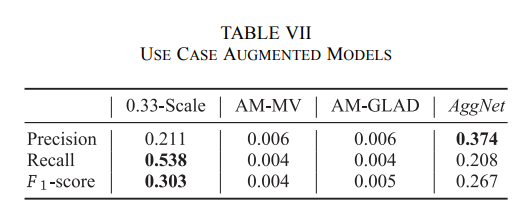 TABLE VII
USE CASE AUGMENTED MODELS
0.33-Scale AM-MV AM-GLAD AggNet
Precision 0.211 0.006 0.006 0.374
Recall 0.538 0.004 0.004 0.208
F1-score 0.303 0.004 0.005 0.267